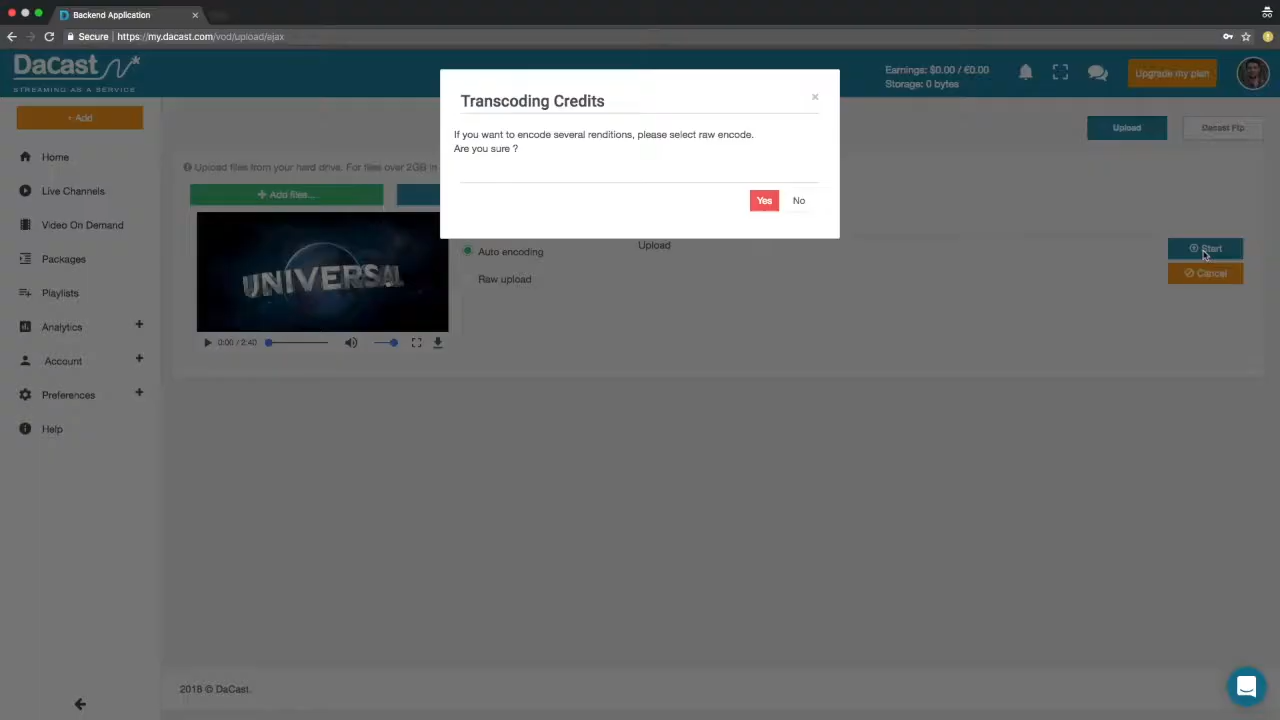 Backend Application
Secure
https://my.dacast.com/vod/upload/ajax
DaCast
STREAMING AS A SERVICE
Earnings: $0.00 / €0.00
Storage: 0 bytes
Upgrade my plan
+ Add
Home
Live Channels
Video On Demand
Packages
Playlists
Analytics
Account
Preferences
Help
Upload
Dacast Ftp
Upload files from your hard drive. For files over 2GB in
Add files...
Transcoding Credits
If you want to encode several renditions, please select raw encode.
Are you sure ?
Yes
No
UNIVERSAL
0:00 / 2:40
Auto encoding
Raw upload
Upload
Start
Cancel
2018 © DaCast.